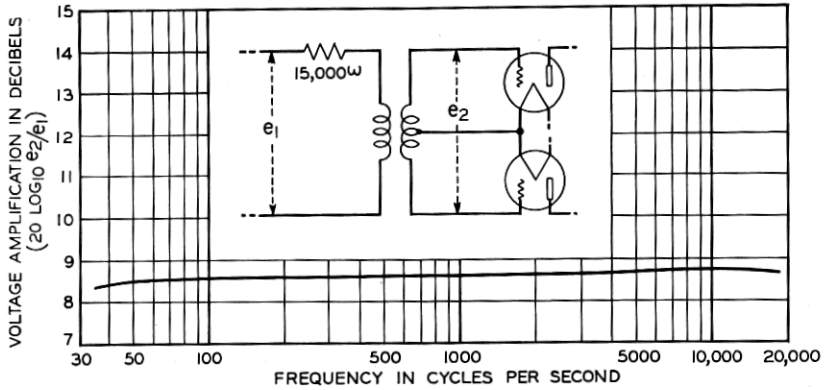 VOLTAGE AMPLIFICATION IN DECIBELS
(20 LOG10 e2/e1)
15
14
13
12
11
10
9
8
7
15,000ω
e1
e2
30
50
100
500
1000
5000
10,000
20,000
FREQUENCY IN CYCLES PER SECOND